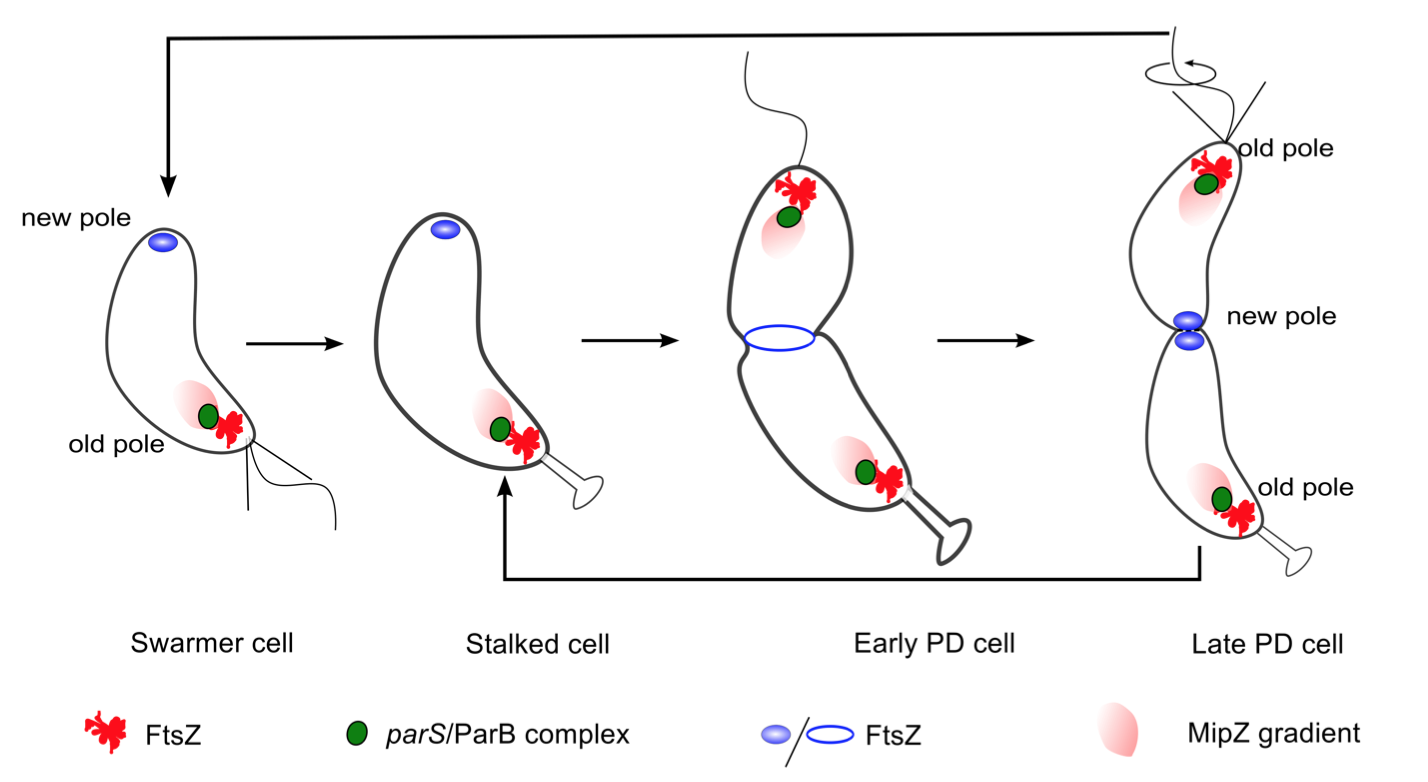 old pole
new pole
new pole
old pole
old pole
Swarmer cell
Stalked cell
Early PD cell
Late PD cell
FtsZ
parS/ParB complex
FtsZ
MipZ gradient